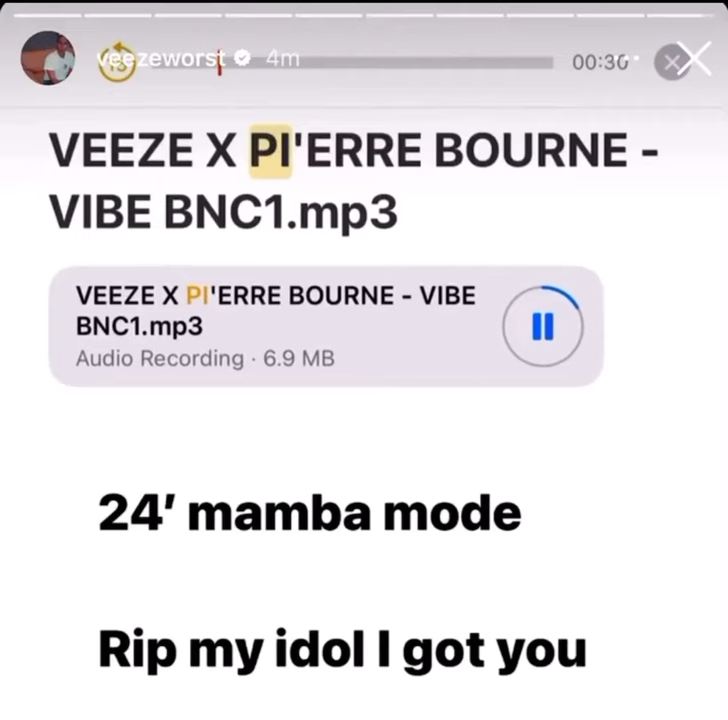 veezeworst 4m
15
00:30
VEEZE X PI'ERRE BOURNE -
VIBE BNC1.mp3
VEEZE X PI'ERRE BOURNE - VIBE
BNC1.mp3
Audio Recording · 6.9 MB
24' mamba mode
Rip my idol I got you